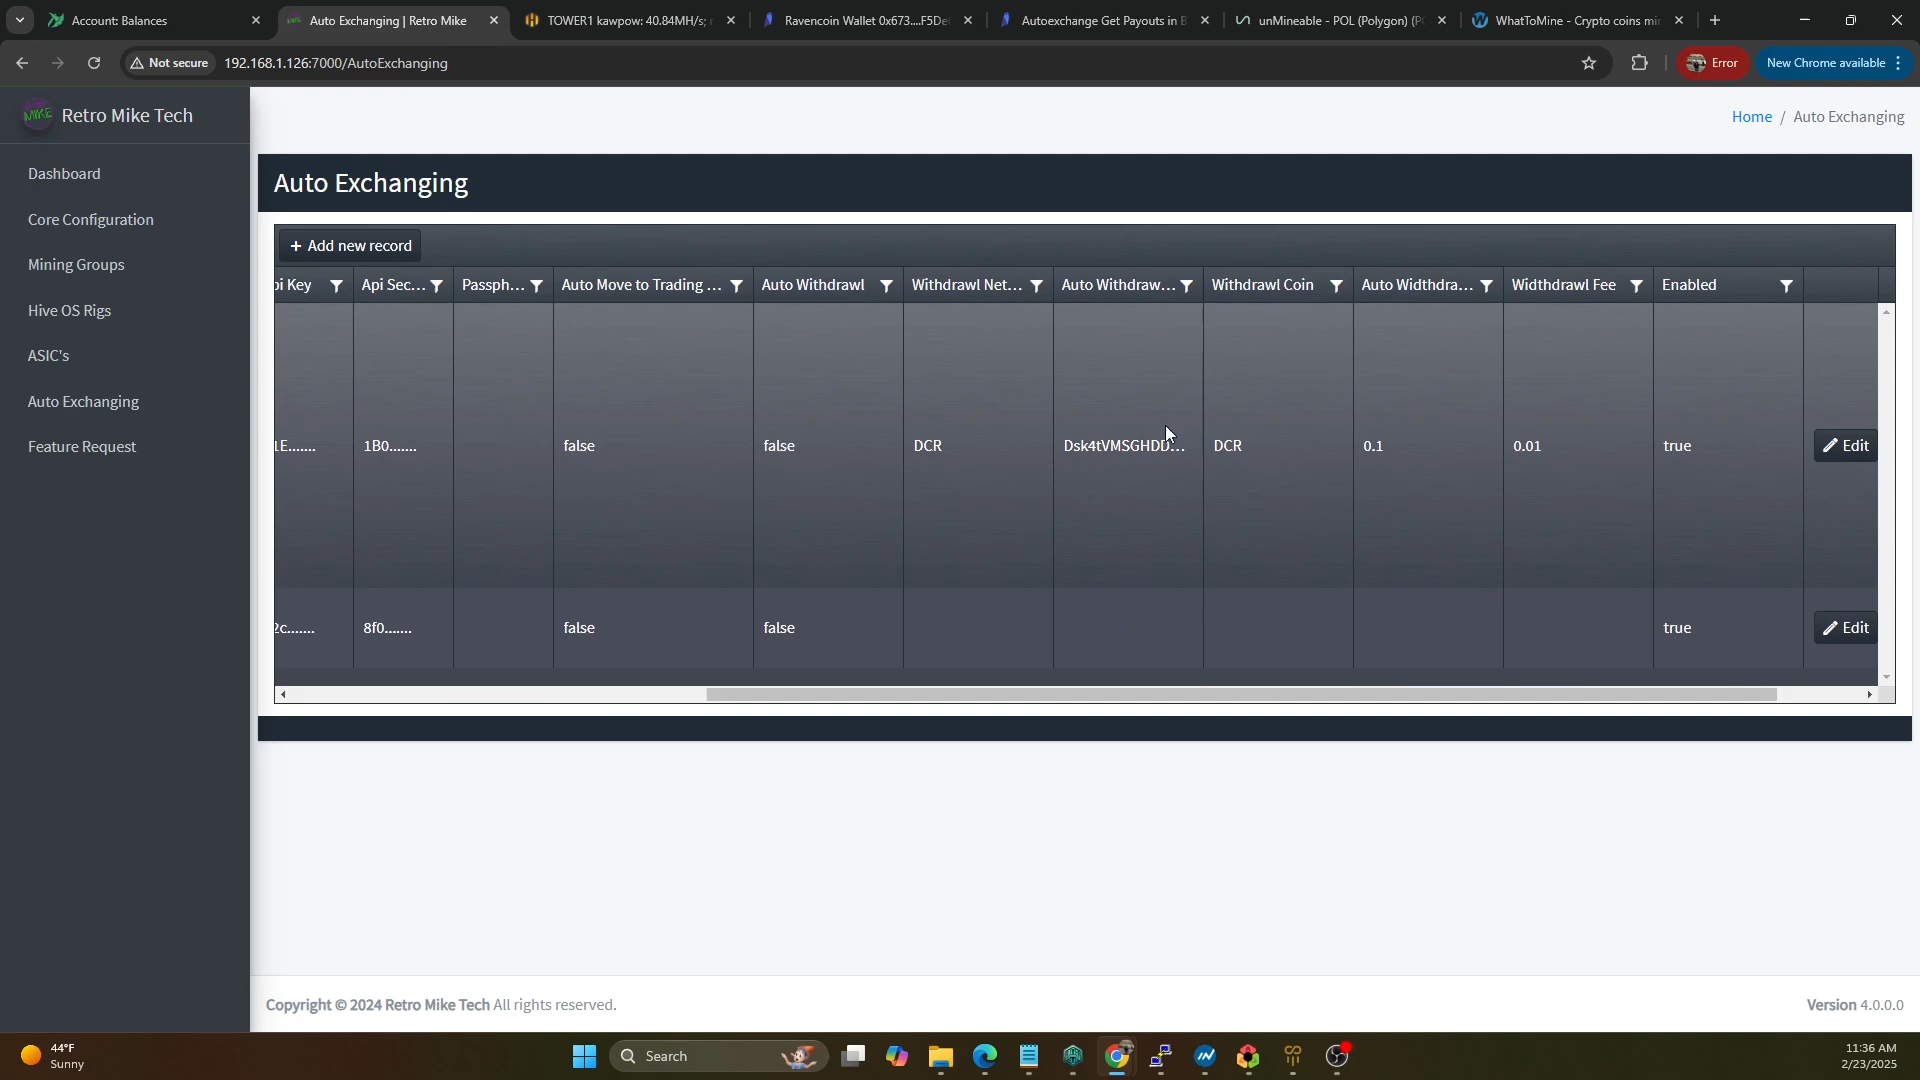 Account: Balances
Auto Exchanging | Retro Mike
TOWER1 kawpow: 40.84MH/s;
Ravencoin Wallet 0x673....F5De
Autoexchange Get Payouts in B
unMineable - POL (Polygon) (P
WhatToMine - Crypto coins min
Not secure
192.168.1.126:7000/AutoExchanging
Error
New Chrome available
MIKE
Retro Mike Tech
Home / Auto Exchanging
Dashboard
Core Configuration
Mining Groups
Hive OS Rigs
ASIC's
Auto Exchanging
Feature Request
Auto Exchanging
+ Add new record
pi Key
Api Sec...
Passph...
Auto Move to Trading ...
Auto Withdrawl
Withdrawl Net...
Auto Withdraw...
Withdrawl Coin
Auto Widthdra...
Widthdrawl Fee
Enabled
1E.......
1B0.......
false
false
DCR
Dsk4tVMSGHDD...
DCR
0.1
0.01
true
Edit
2c.......
8f0.......
false
false
true
Edit
Copyright © 2024 Retro Mike Tech All rights reserved.
Version 4.0.0.0
44°F
Sunny
Search
11:36 AM
2/23/2025